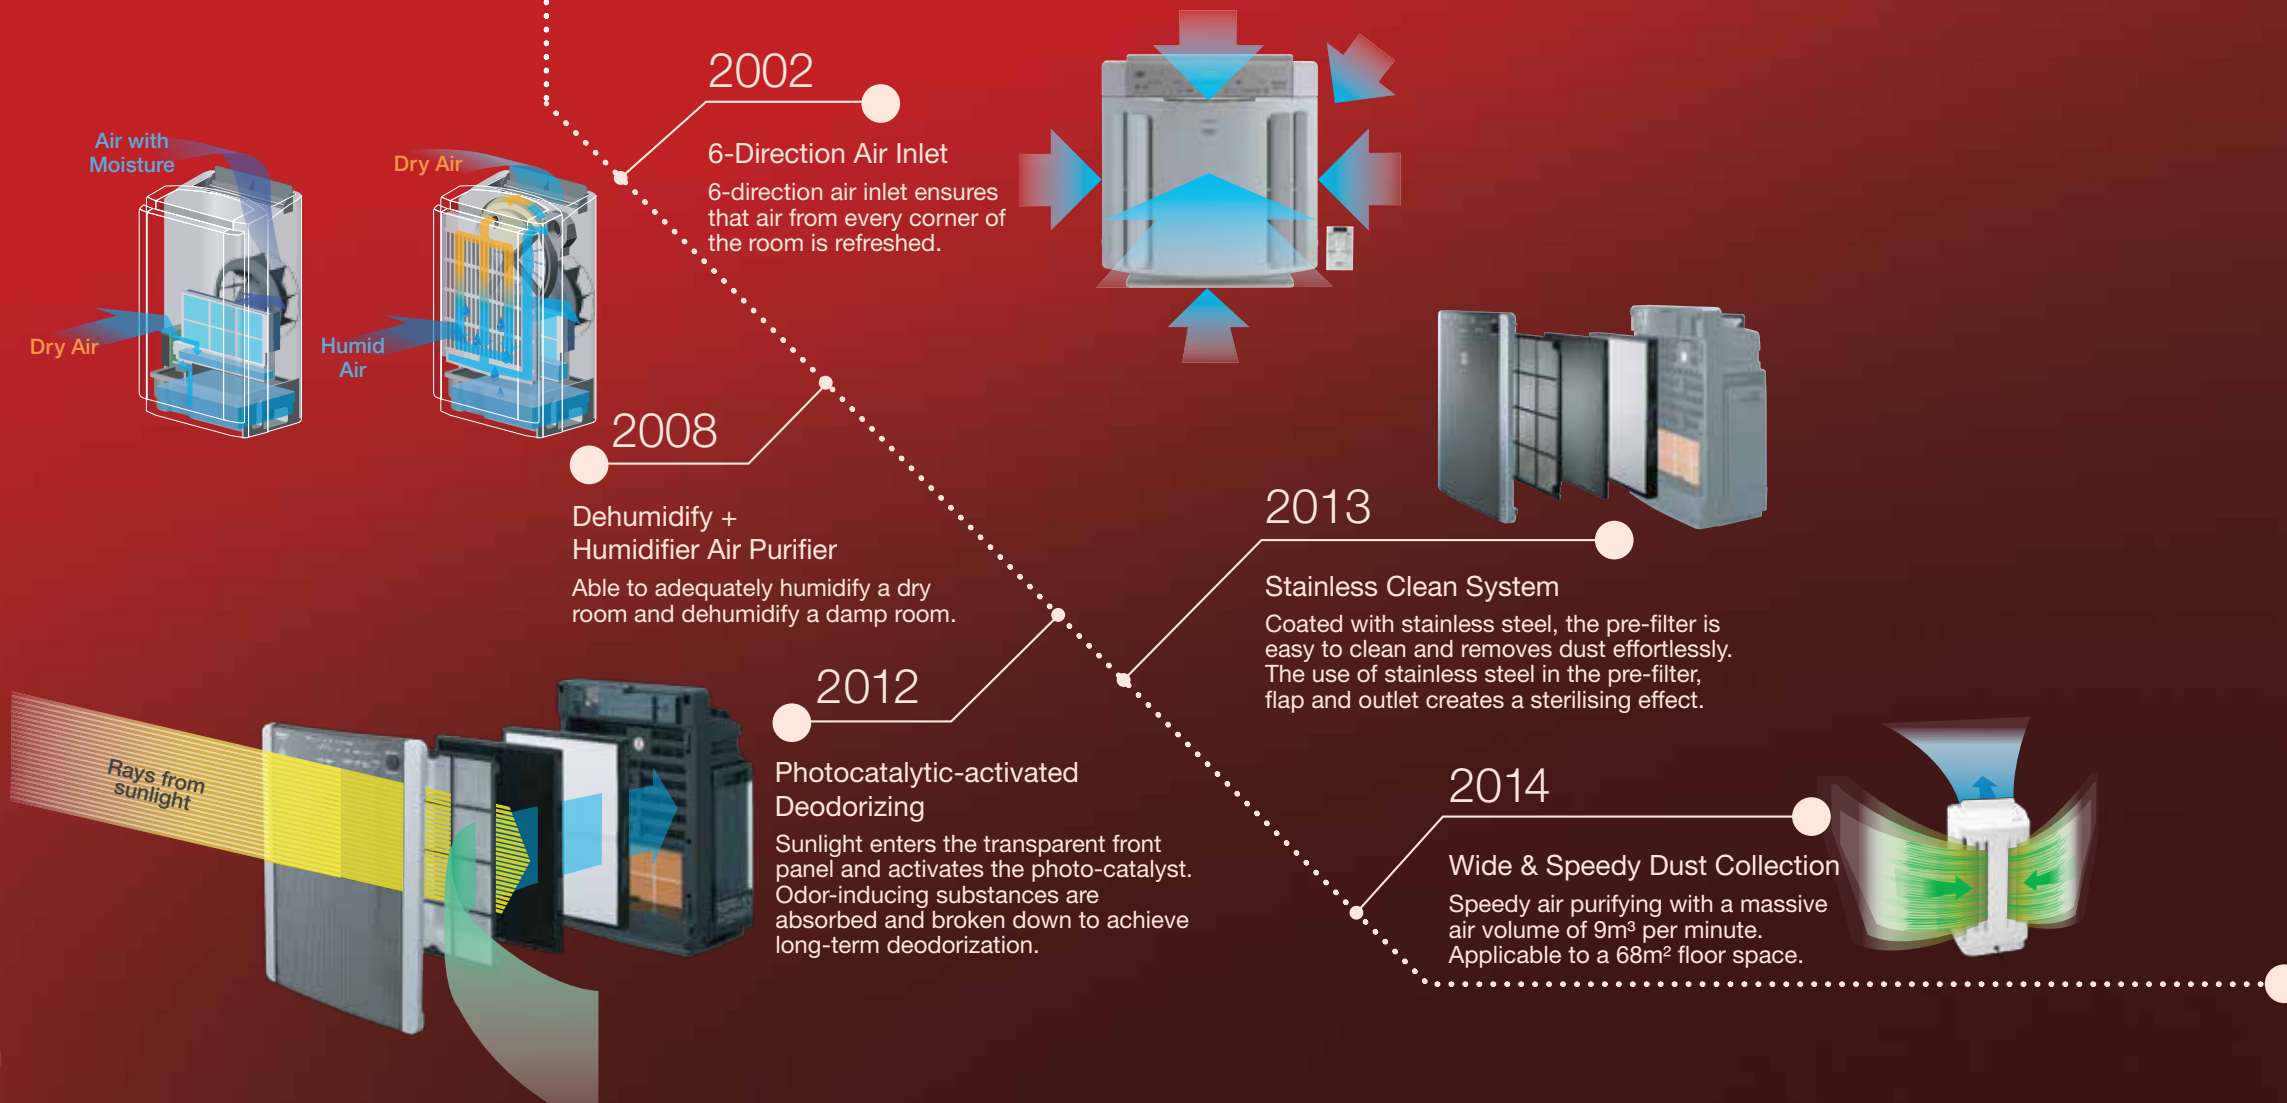 2002
6-Direction Air Inlet
6-direction air inlet ensures
that air from every corner of
the room is refreshed.
Air with
Moisture
Dry Air
Dry Air
Humid
Air
2008
Dehumidify +
Humidifier Air Purifier
Able to adequately humidify a dry
room and dehumidify a damp room.
2012
Photocatalytic-activated
Deodorizing
Sunlight enters the transparent front
panel and activates the photo-catalyst.
Odor-inducing substances are
absorbed and broken down to achieve
long-term deodorization.
Rays from
sunlight
2013
Stainless Clean System
Coated with stainless steel, the pre-filter is
easy to clean and removes dust effortlessly.
The use of stainless steel in the pre-filter,
flap and outlet creates a sterilising effect.
2014
Wide & Speedy Dust Collection
Speedy air purifying with a massive
air volume of 9m³ per minute.
Applicable to a 68m² floor space.